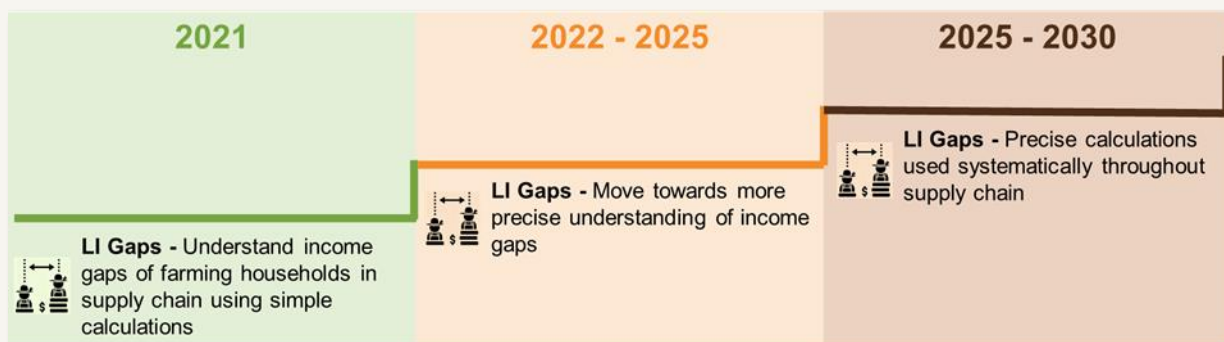 2021
LI Gaps - Understand income
gaps of farming households in
supply chain using simple
calculations
$
2022 - 2025
LI Gaps - Move towards more
precise understanding of income
gaps
$
2025 - 2030
LI Gaps - Precise calculations
used systematically throughout
supply chain
$